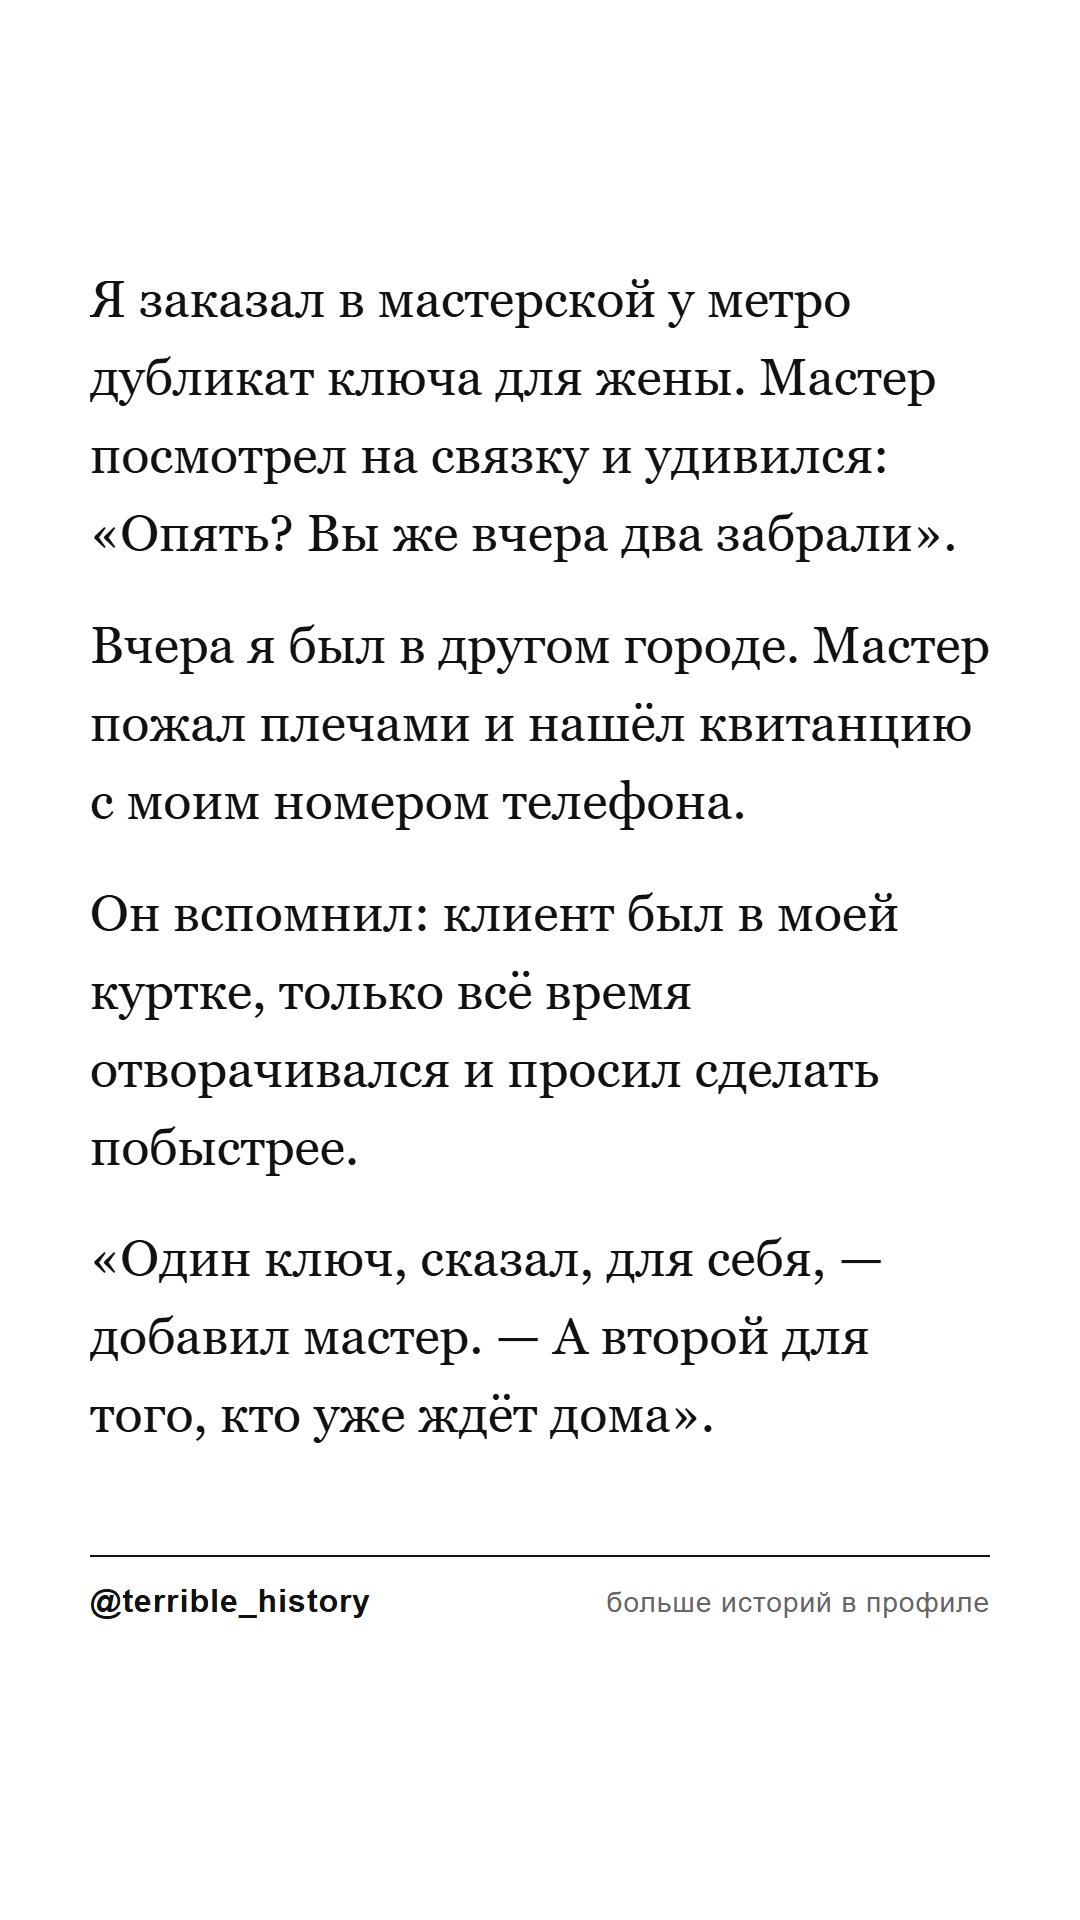 Я заказал в мастерской у метро
дубликат ключа для жены. Мастер
посмотрел на связку и удивился:
«Опять? Вы же вчера два забрали».
Вчера я был в другом городе. Мастер
пожал плечами и нашёл квитанцию
с моим номером телефона.
Он вспомнил: клиент был в моей
куртке, только всё время
отворачивался и просил сделать
побыстрее.
«Один ключ, сказал, для себя, —
добавил мастер. — А второй для
того, кто уже ждёт дома».
@terrible_history
больше историй в профиле